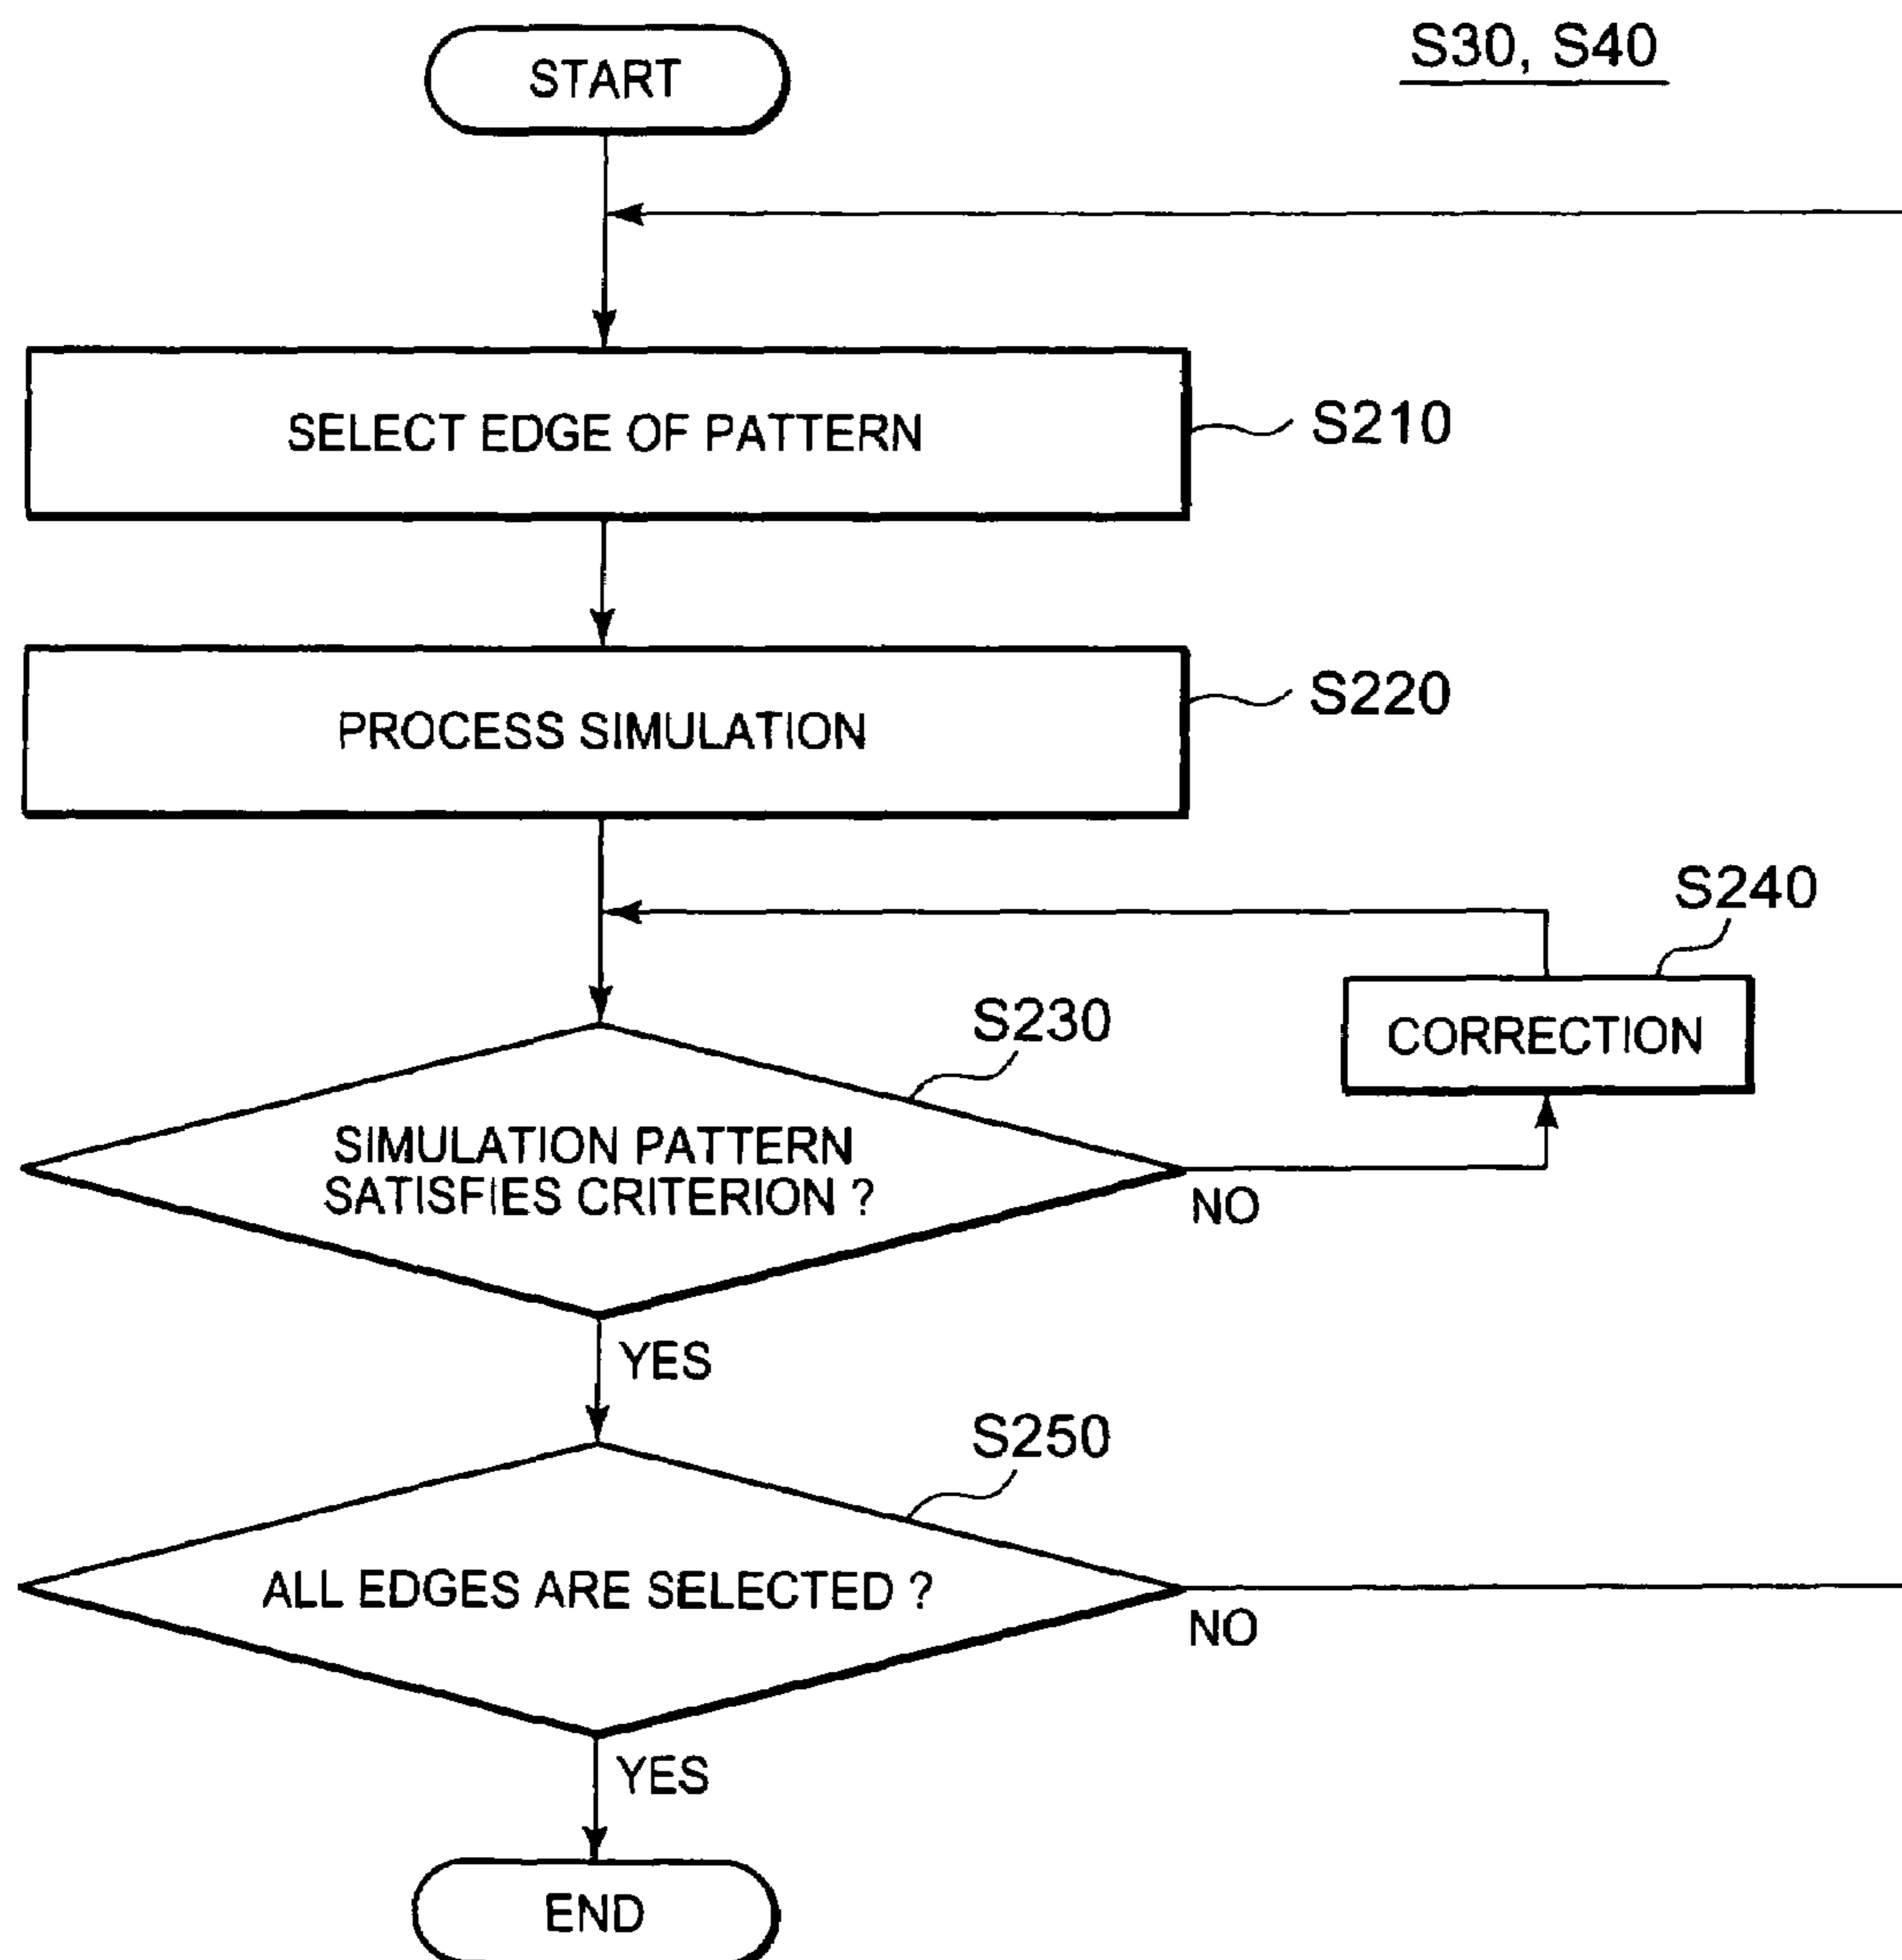 S30, S40
START
SELECT EDGE OF PATTERN
S210
PROCESS SIMULATION
S220
S240
CORRECTION
S230
SIMULATION PATTERN
SATISFIES CRITERION ?
NO
YES
S250
ALL EDGES ARE SELECTED ?
NO
YES
END